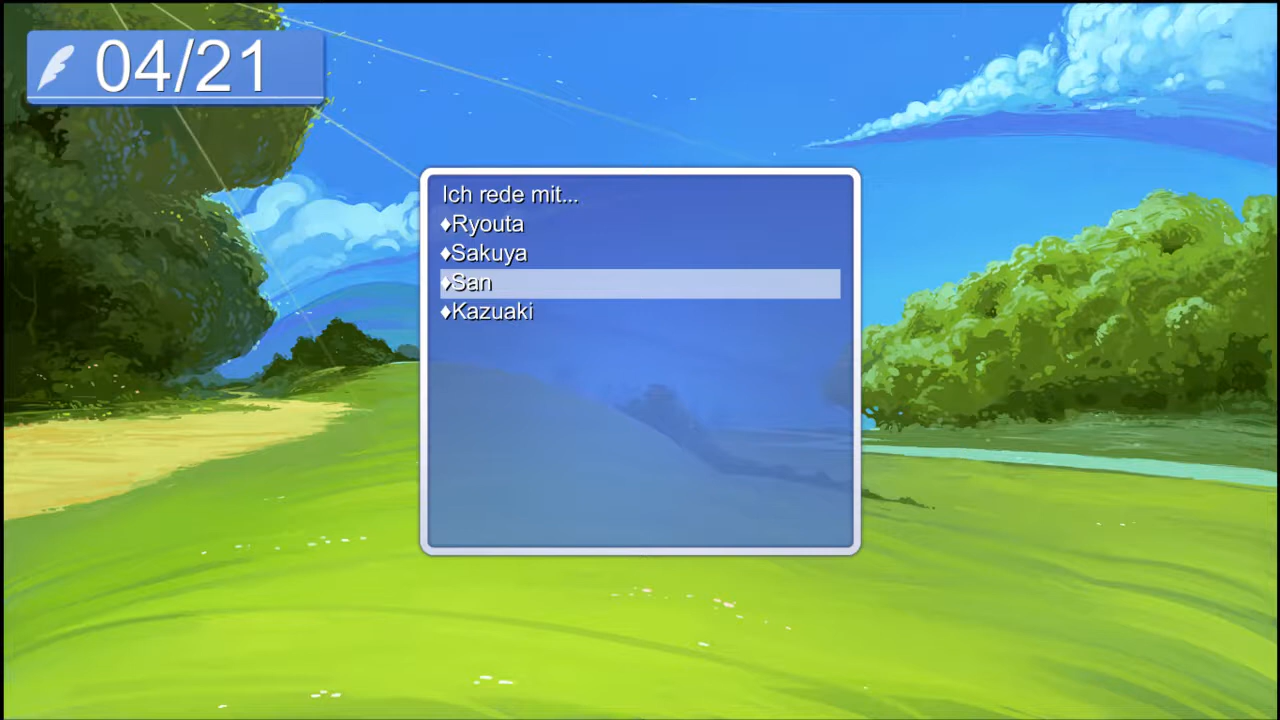 04/21
Ich rede mit...
♦Ryouta
♦Sakuya
♦San
♦Kazuaki